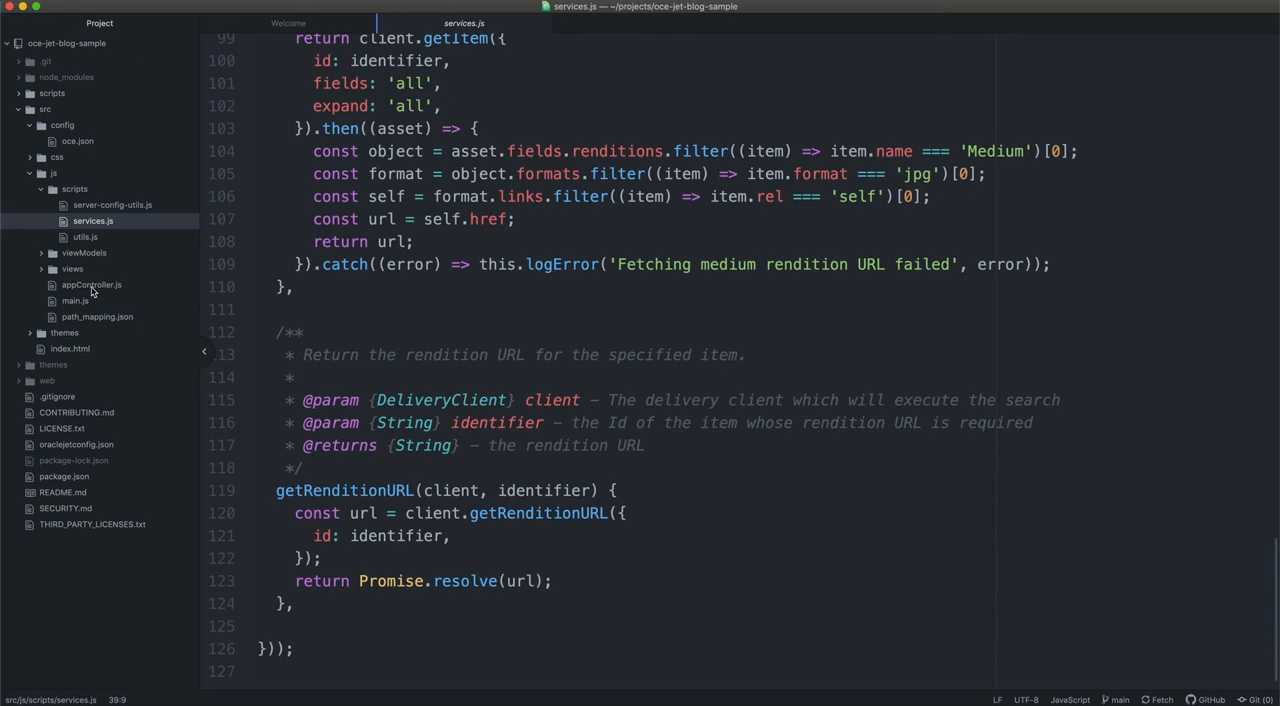 services.js — ~/projects/oce-jet-blog-sample
Project
Welcome
services.js
oce-jet-blog-sample
.git
node_modules
scripts
src
config
oce.json
css
js
scripts
server-config-utils.js
services.js
utils.js
viewModels
views
appController.js
main.js
path_mapping.json
themes
index.html
themes
web
.gitignore
CONTRIBUTING.md
LICENSE.txt
oraclejetconfig.json
package-lock.json
package.json
README.md
SECURITY.md
THIRD_PARTY_LICENSES.txt
99 return client.getItem({
100 id: identifier,
101 fields: 'all',
102 expand: 'all',
103 }).then((asset) => {
104 const object = asset.fields.renditions.filter((item) => item.name === 'Medium')[0];
105 const format = object.formats.filter((item) => item.format === 'jpg')[0];
106 const self = format.links.filter((item) => item.rel === 'self')[0];
107 const url = self.href;
108 return url;
109 }).catch((error) => this.logError('Fetching medium rendition URL failed', error));
110 },
111
112 /**
113 * Return the rendition URL for the specified item.
114 *
115 * @param {DeliveryClient} client - The delivery client which will execute the search
116 * @param {String} identifier - the Id of the item whose rendition URL is required
117 * @returns {String} - the rendition URL
118 */
119 getRenditionURL(client, identifier) {
120 const url = client.getRenditionURL({
121 id: identifier,
122 });
123 return Promise.resolve(url);
124 },
125
126 }));
127
src/js/scripts/services.js 39:9
LF UTF-8 JavaScript main Fetch GitHub Git (0)